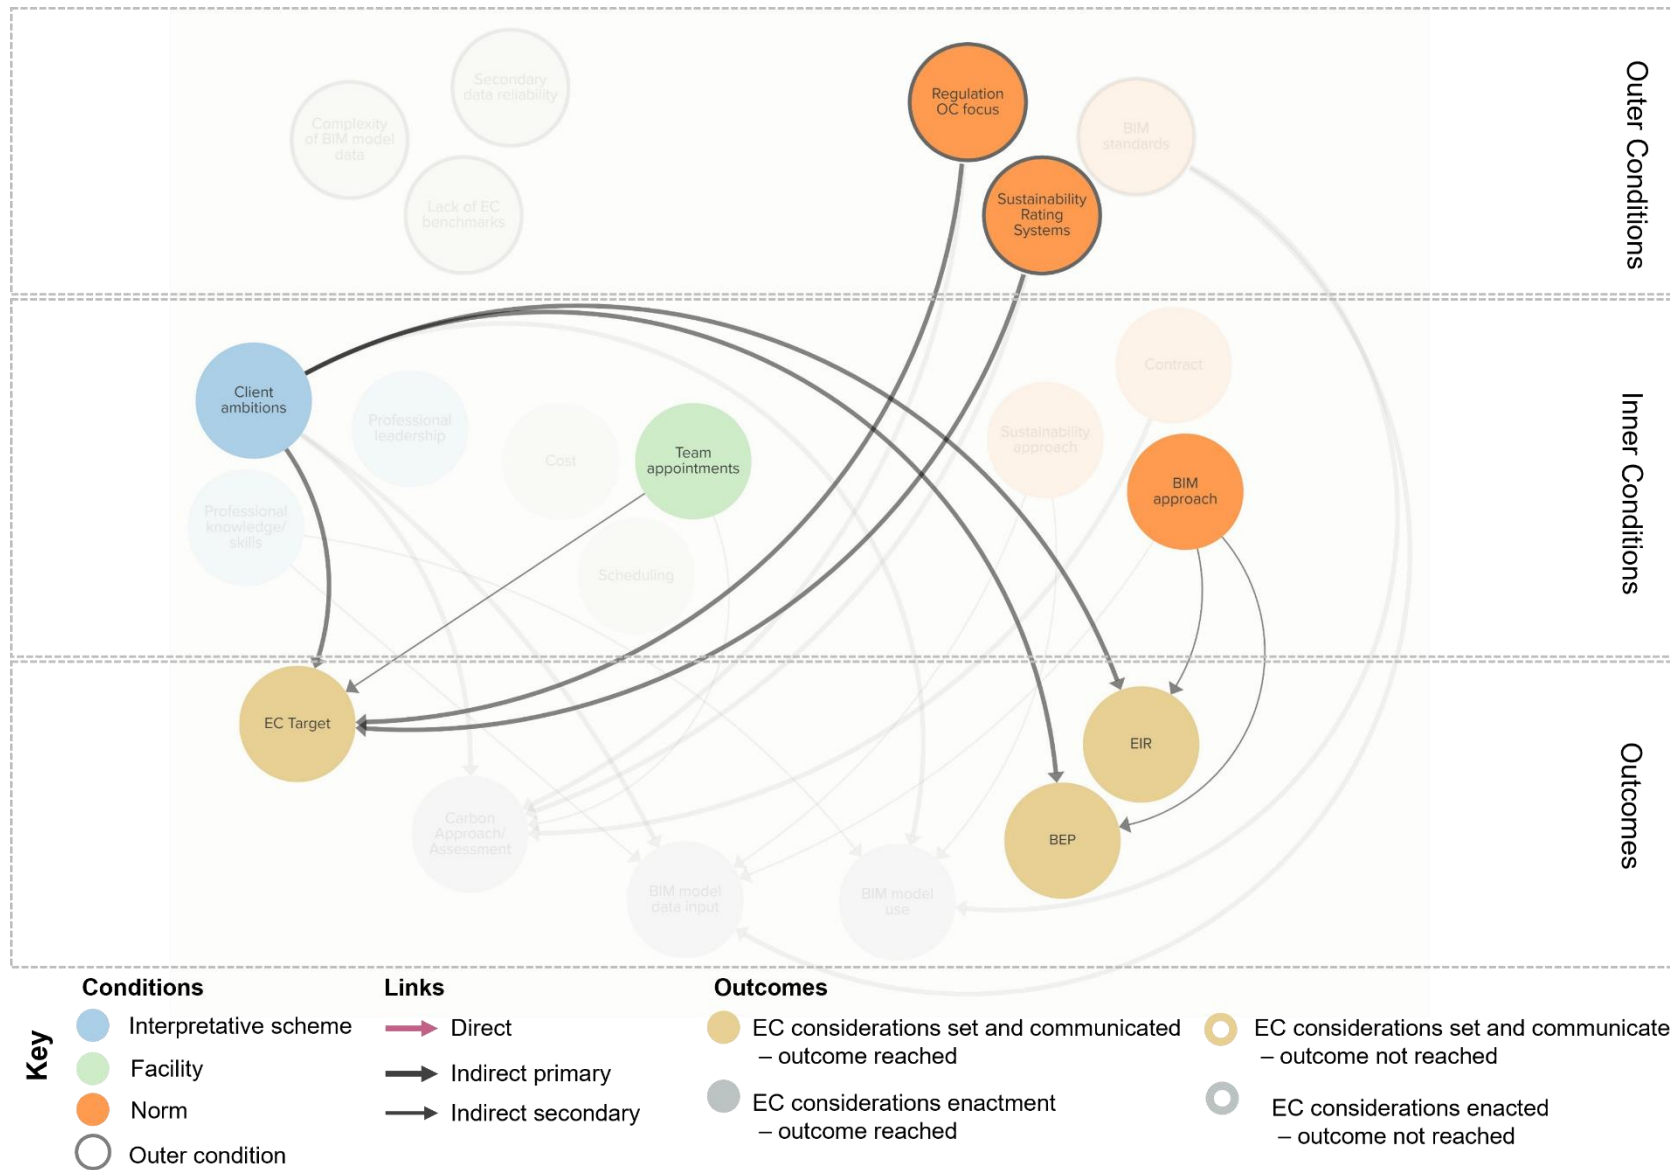 Secondary
data reliability
Complexity
of BIM model
data
Lack of EC
benchmarks
Regulation
OC focus
BIM
standards
Sustainability
Rating
Systems
Outer Conditions
Client
ambitions
Professional
leadership
Professional
knowledge/
skills
Cost
Team
appointments
Scheduling
Sustainability
approach
Contract
BIM
approach
Inner Conditions
EC Target
Carbon
Approach/
Assessment
BIM model
data input
BIM model
use
BEP
EIR
Outcomes
Key
Conditions
Interpretative scheme
Facility
Norm
Outer condition
Links
Direct
Indirect primary
Indirect secondary
Outcomes
EC considerations set and communicated
– outcome reached
EC considerations enactment
– outcome reached
EC considerations set and communicate
– outcome not reached
EC considerations enacted
– outcome not reached